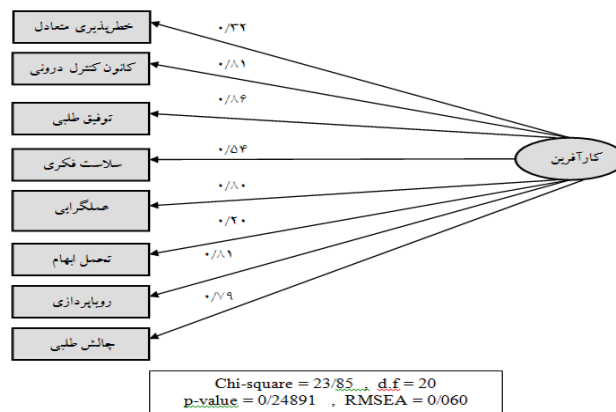 خطرپذیری متعادل
۰/۳۲
کانون کنترل درونی
۰/۸۱
توفیق طلبی
۰/۸۶
سلاست فکری
۰/۵۴
کارآفرین
عملگرایی
۰/۸۰
تحمل ابهام
۰/۲۰
رویاپردازی
۰/۸۱
چالش طلبی
۰/۷۹
Chi-square = 23/85 , d.f = 20
p-value = 0/24891 , RMSEA = 0/060